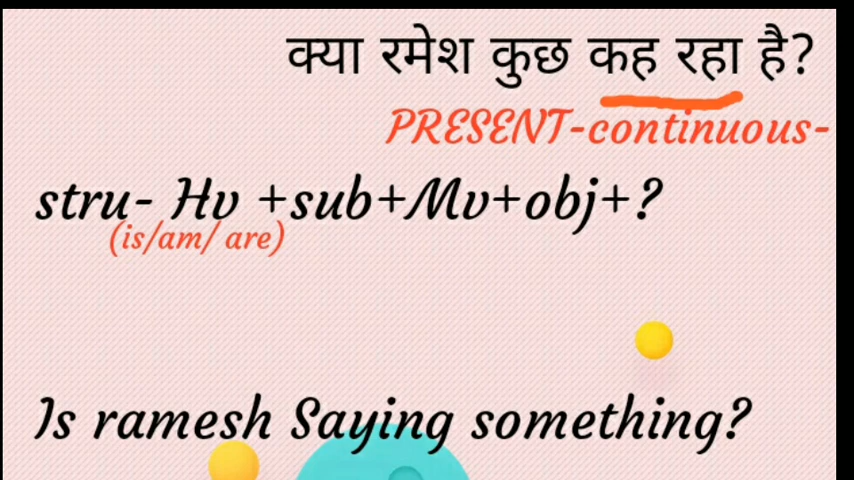 क्या रमेश कुछ कह रहा है?
PRESENT-continuous-
stru- Hv +sub+Mv+obj+?
(is/am/ are)
Is ramesh Saying something?